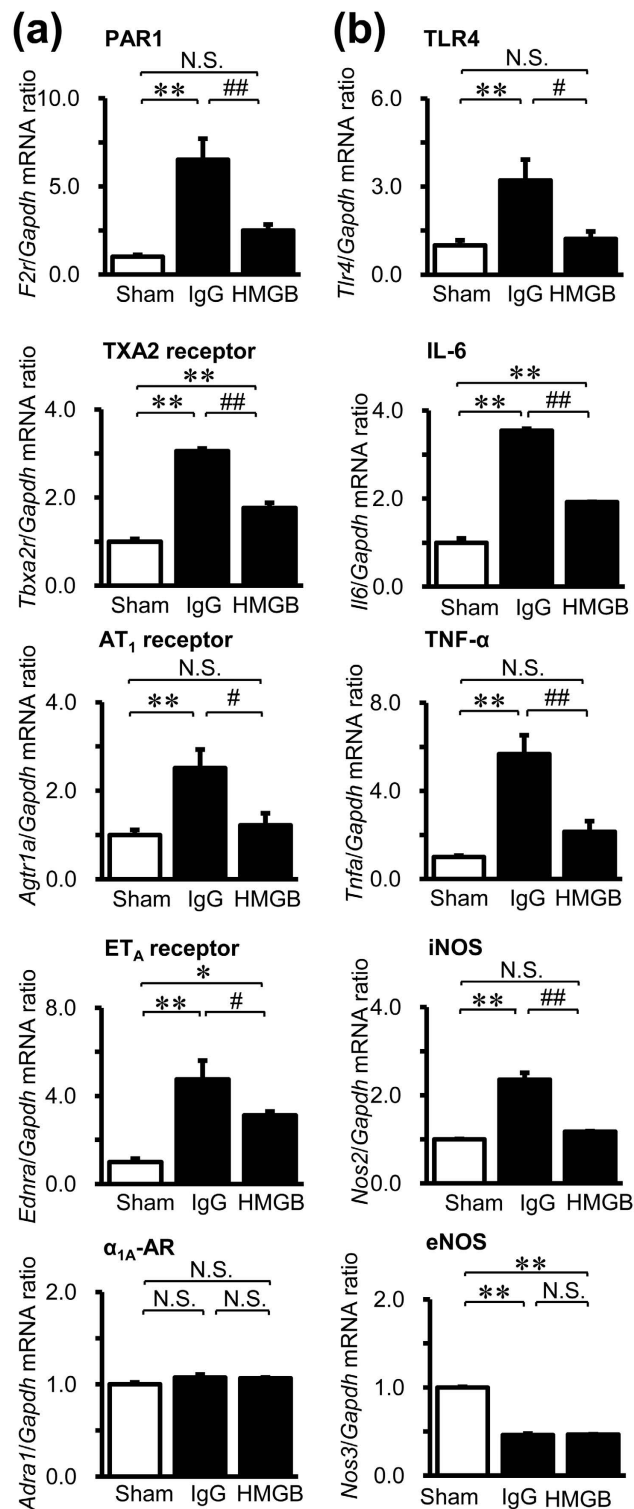 (a)
PAR1
N.S.
** ##
F2r/Gapdh mRNA ratio
10.0
5.0
0.0
Sham IgG HMGB
TXA2 receptor
**
** ##
Tbxa2r/Gapdh mRNA ratio
4.0
2.0
0.0
Sham IgG HMGB
AT1 receptor
N.S.
** #
Agtr1a/Gapdh mRNA ratio
4.0
2.0
0.0
Sham IgG HMGB
ETA receptor
*
** #
Ednra/Gapdh mRNA ratio
8.0
4.0
0.0
Sham IgG HMGB
α1A-AR
N.S.
N.S. N.S.
Adra1/Gapdh mRNA ratio
2.0
1.0
0.0
Sham IgG HMGB
(b)
TLR4
N.S.
** #
Tlr4/Gapdh mRNA ratio
6.0
3.0
0.0
Sham IgG HMGB
IL-6
**
** ##
Il6/Gapdh mRNA ratio
4.0
2.0
0.0
Sham IgG HMGB
TNF-α
N.S.
** ##
Tnfa/Gapdh mRNA ratio
8.0
4.0
0.0
Sham IgG HMGB
iNOS
N.S.
** ##
Nos2/Gapdh mRNA ratio
4.0
2.0
0.0
Sham IgG HMGB
eNOS
**
** N.S.
Nos3/Gapdh mRNA ratio
2.0
1.0
0.0
Sham IgG HMGB